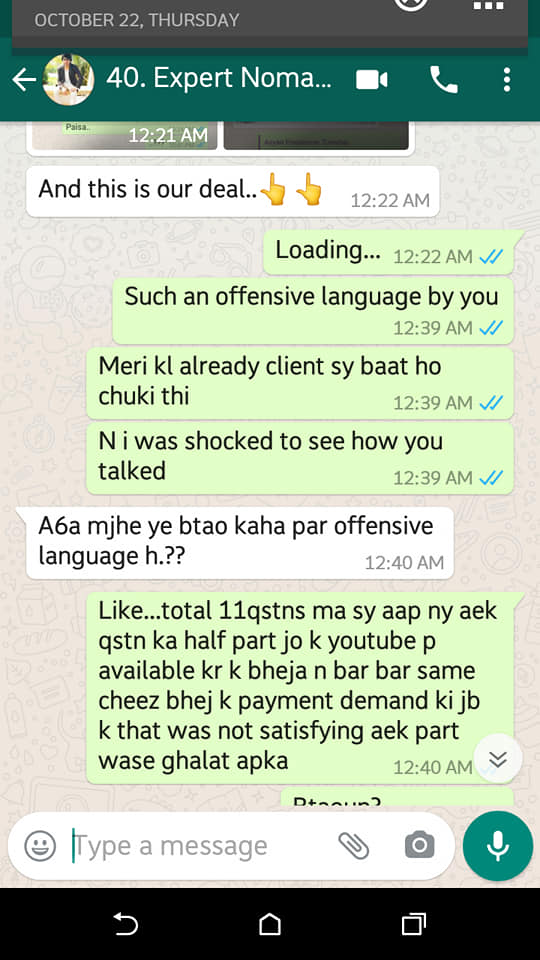 OCTOBER 22, THURSDAY
40. Expert Noma...
Paisa..
12:21 AM
And this is our deal..👆👆
12:22 AM
Loading...
12:22 AM
Such an offensive language by you
12:39 AM
Meri kl already client sy baat ho
chuki thi
12:39 AM
N i was shocked to see how you
talked
12:39 AM
A6a mjhe ye btao kaha par offensive
language h.??
12:40 AM
Like...total 11qstns ma sy aap ny aek
qstn ka half part jo k youtube p
available kr k bheja n bar bar same
cheez bhej k payment demand ki jb
k that was not satisfying aek part
wase ghalat apka
12:40 AM
Type a message